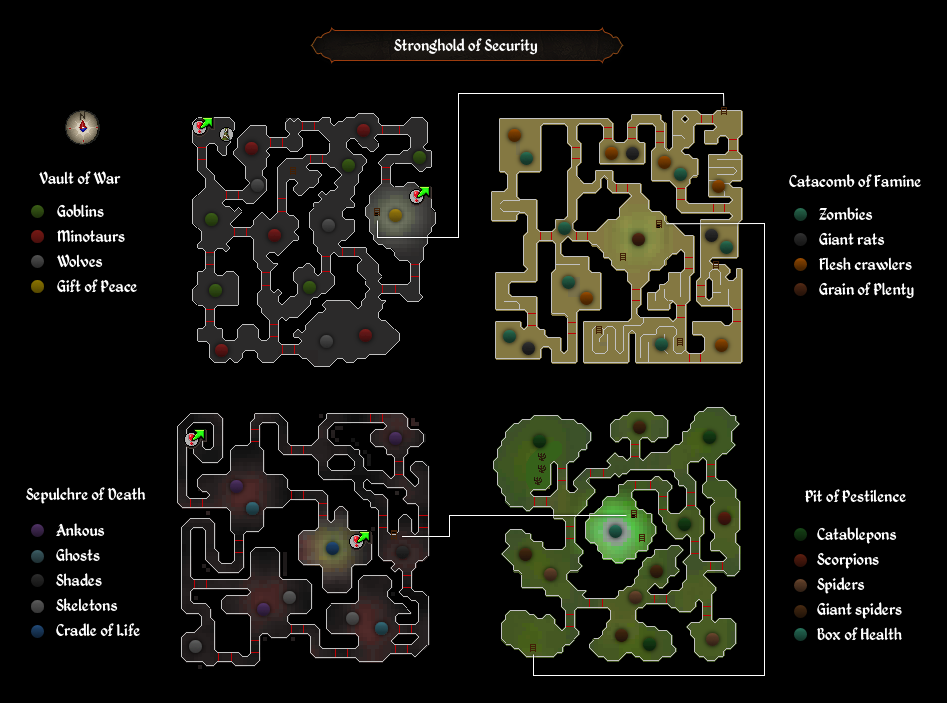 Stronghold of Security
N
Vault of War
Goblins
Minotaurs
Wolves
Gift of Peace
Catacomb of Famine
Zombies
Giant rats
Flesh crawlers
Grain of Plenty
Sepulchre of Death
Ankous
Ghosts
Shades
Skeletons
Cradle of Life
Pit of Pestilence
Catablepons
Scorpions
Spiders
Giant spiders
Box of Health